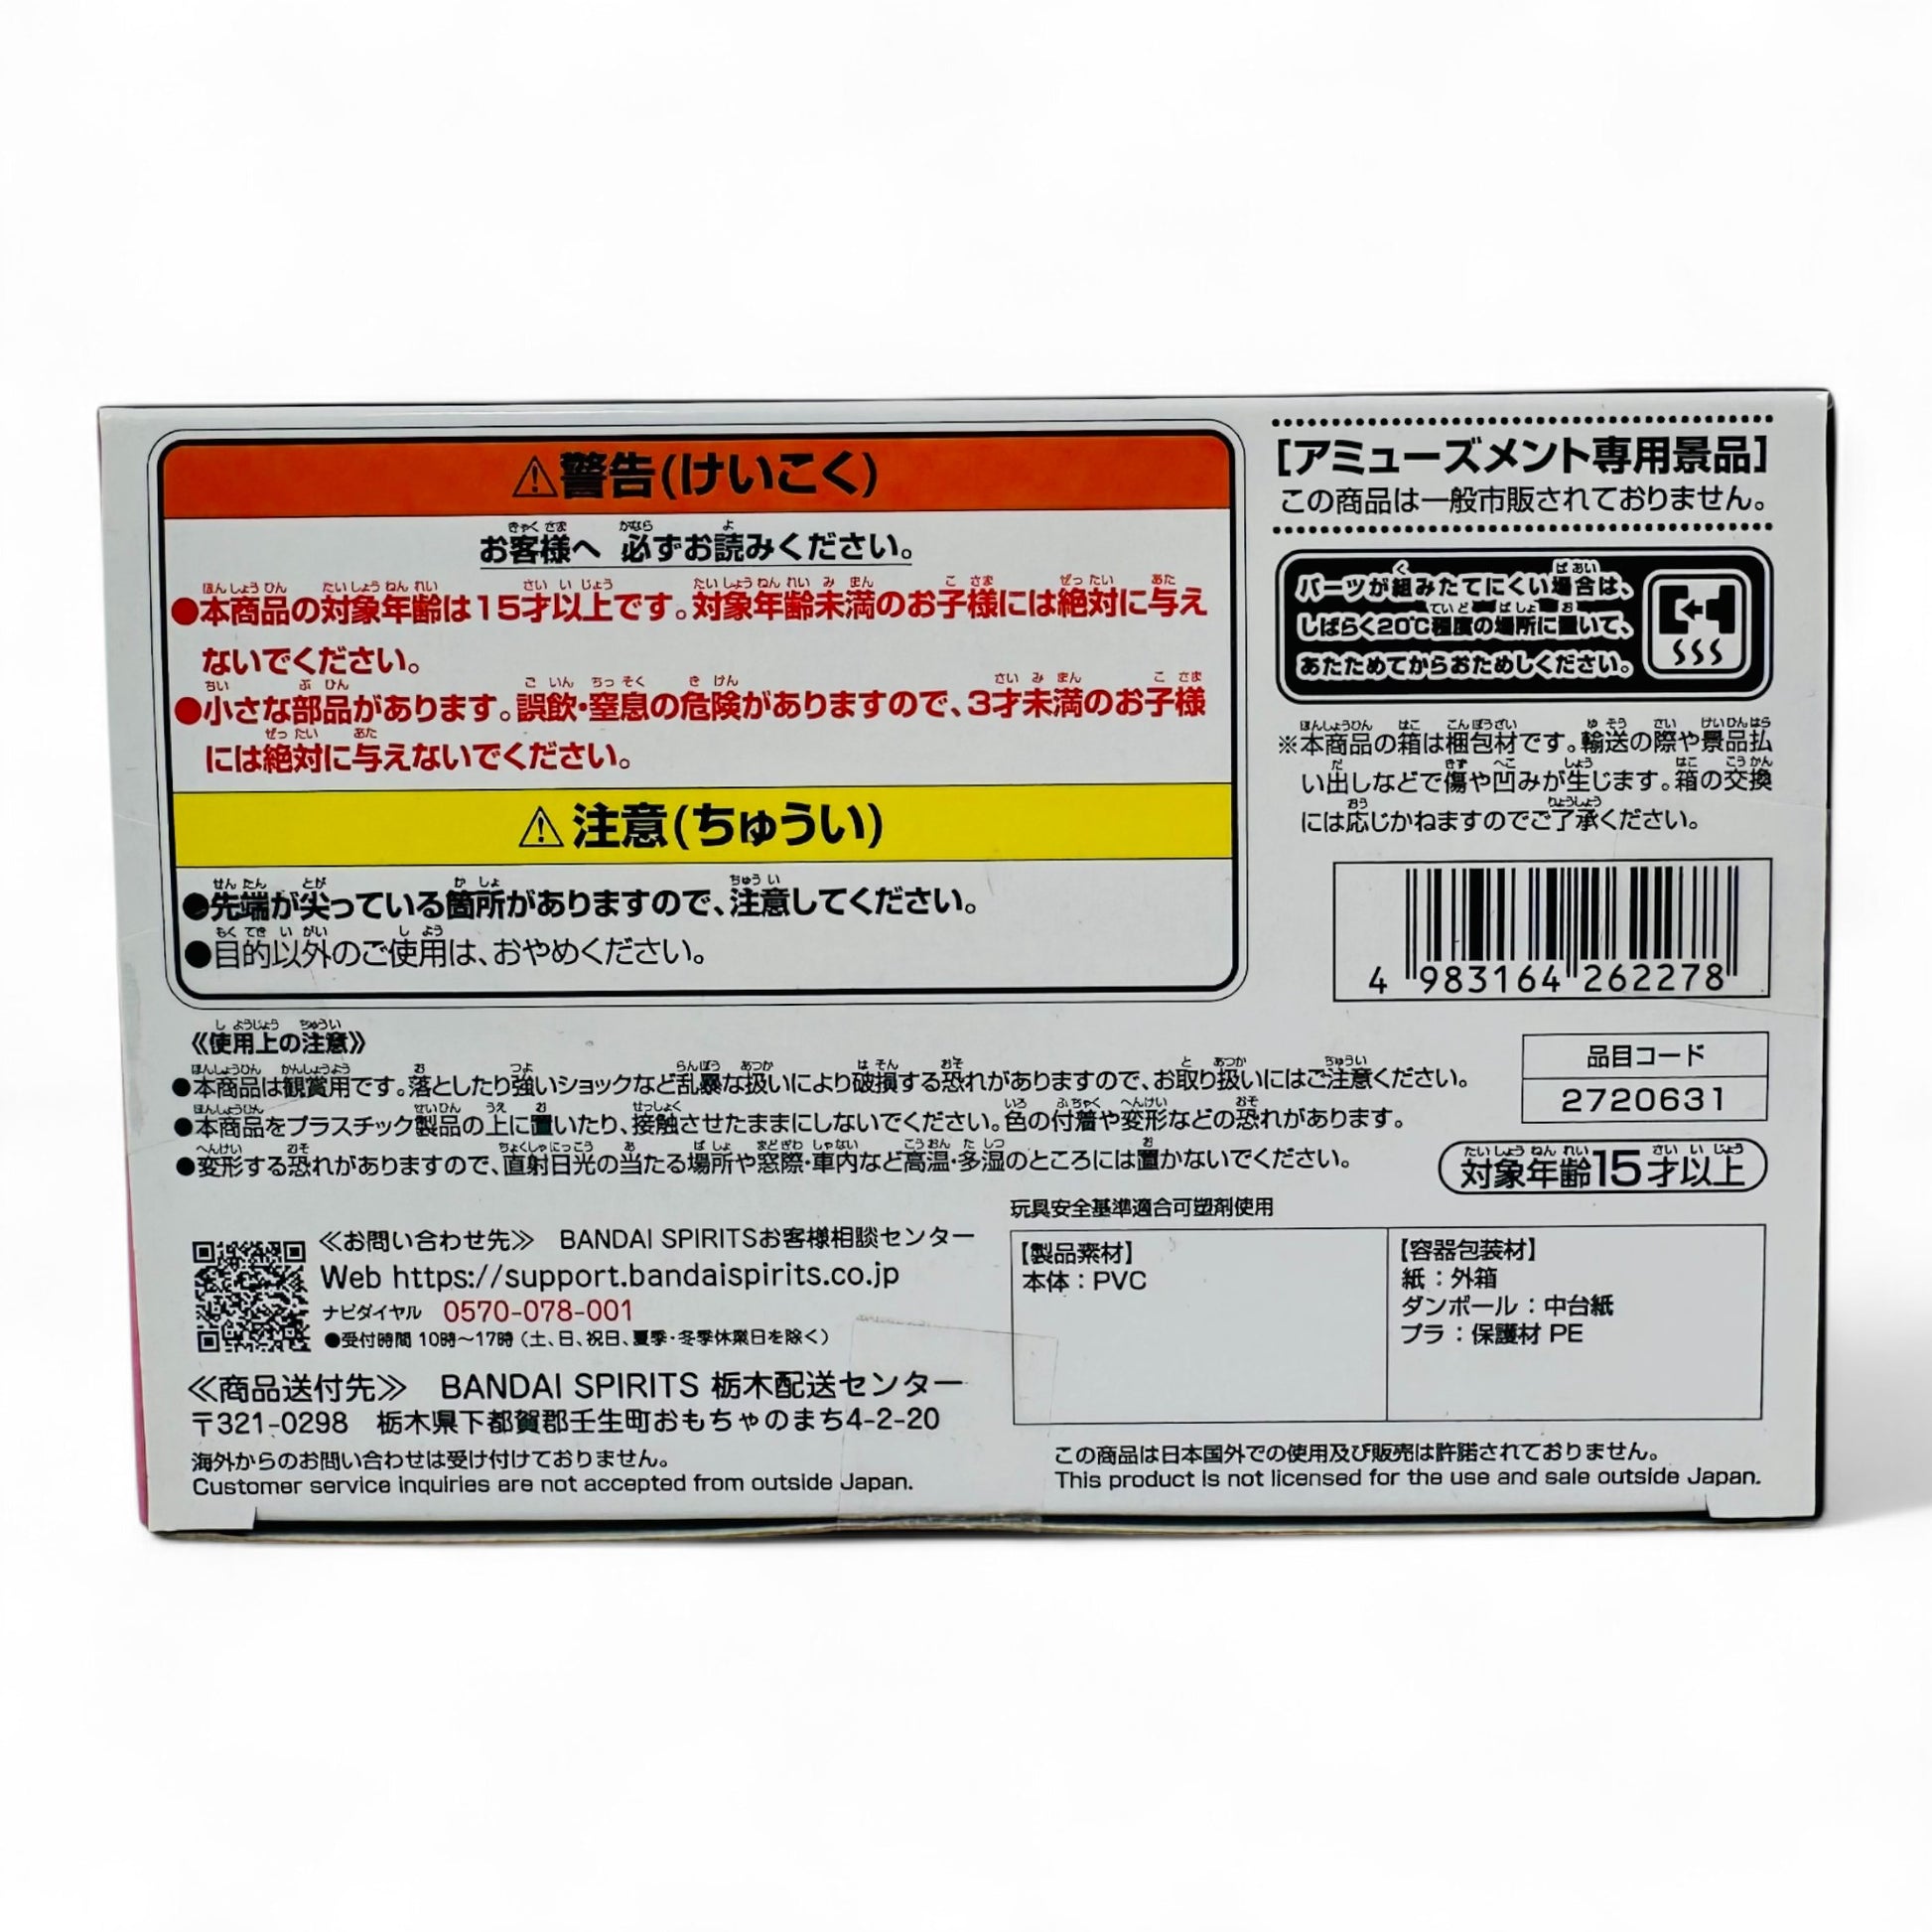 ⚠警告(けいこく)
お客様へ 必ずお読みください。
●本商品の対象年齢は15才以上です。対象年齢未満のお子様には絶対に与え
ないでください。
●小さな部品があります。誤飲・窒息の危険がありますので、3才未満のお子様
には絶対に与えないでください。
⚠注意(ちゅうい)
●先端が尖っている箇所がありますので、注意してください。
●目的以外のご使用は、おやめください。
[アミューズメント専用景品]
この商品は一般市販されておりません。
パーツが組みたてにくい場合は、
しばらく20℃程度の場所に置いて、
あたためてからおためしください。
※本商品の箱は梱包材です。輸送の際や景品払
い出しなどで傷や凹みが生じます。箱の交換
には応じかねますのでご了承ください。
4 983164 262278
《使用上の注意》
●本商品は観賞用です。落としたり強いショックなど乱暴な扱いにより破損する恐れがありますので、お取り扱いにはご注意ください。
●本商品をプラスチック製品の上に置いたり、接触させたままにしないでください。色の付着や変形などの恐れがあります。
●変形する恐れがありますので、直射日光の当たる場所や窓際・車内など高温・多湿のところには置かないでください。
品目コード
2720631
対象年齢15才以上
≪お問い合わせ先≫ BANDAI SPIRITSお客様相談センター
Web https://support.bandaispirits.co.jp
ナビダイヤル 0570-078-001
●受付時間 10時～17時（土、日、祝日、夏季・冬季休業日を除く）
≪商品送付先≫ BANDAI SPIRITS 栃木配送センター
〒321-0298 栃木県下都賀郡壬生町おもちゃのまち4-2-20
海外からのお問い合わせは受け付けておりません。
Customer service inquiries are not accepted from outside Japan.
玩具安全基準適合可塑剤使用
【製品素材】
本体：PVC
【容器包装材】
紙：外箱
ダンボール：中台紙
プラ：保護材 PE
この商品は日本国外での使用及び販売は許諾されておりません。
This product is not licensed for the use and sale outside Japan.